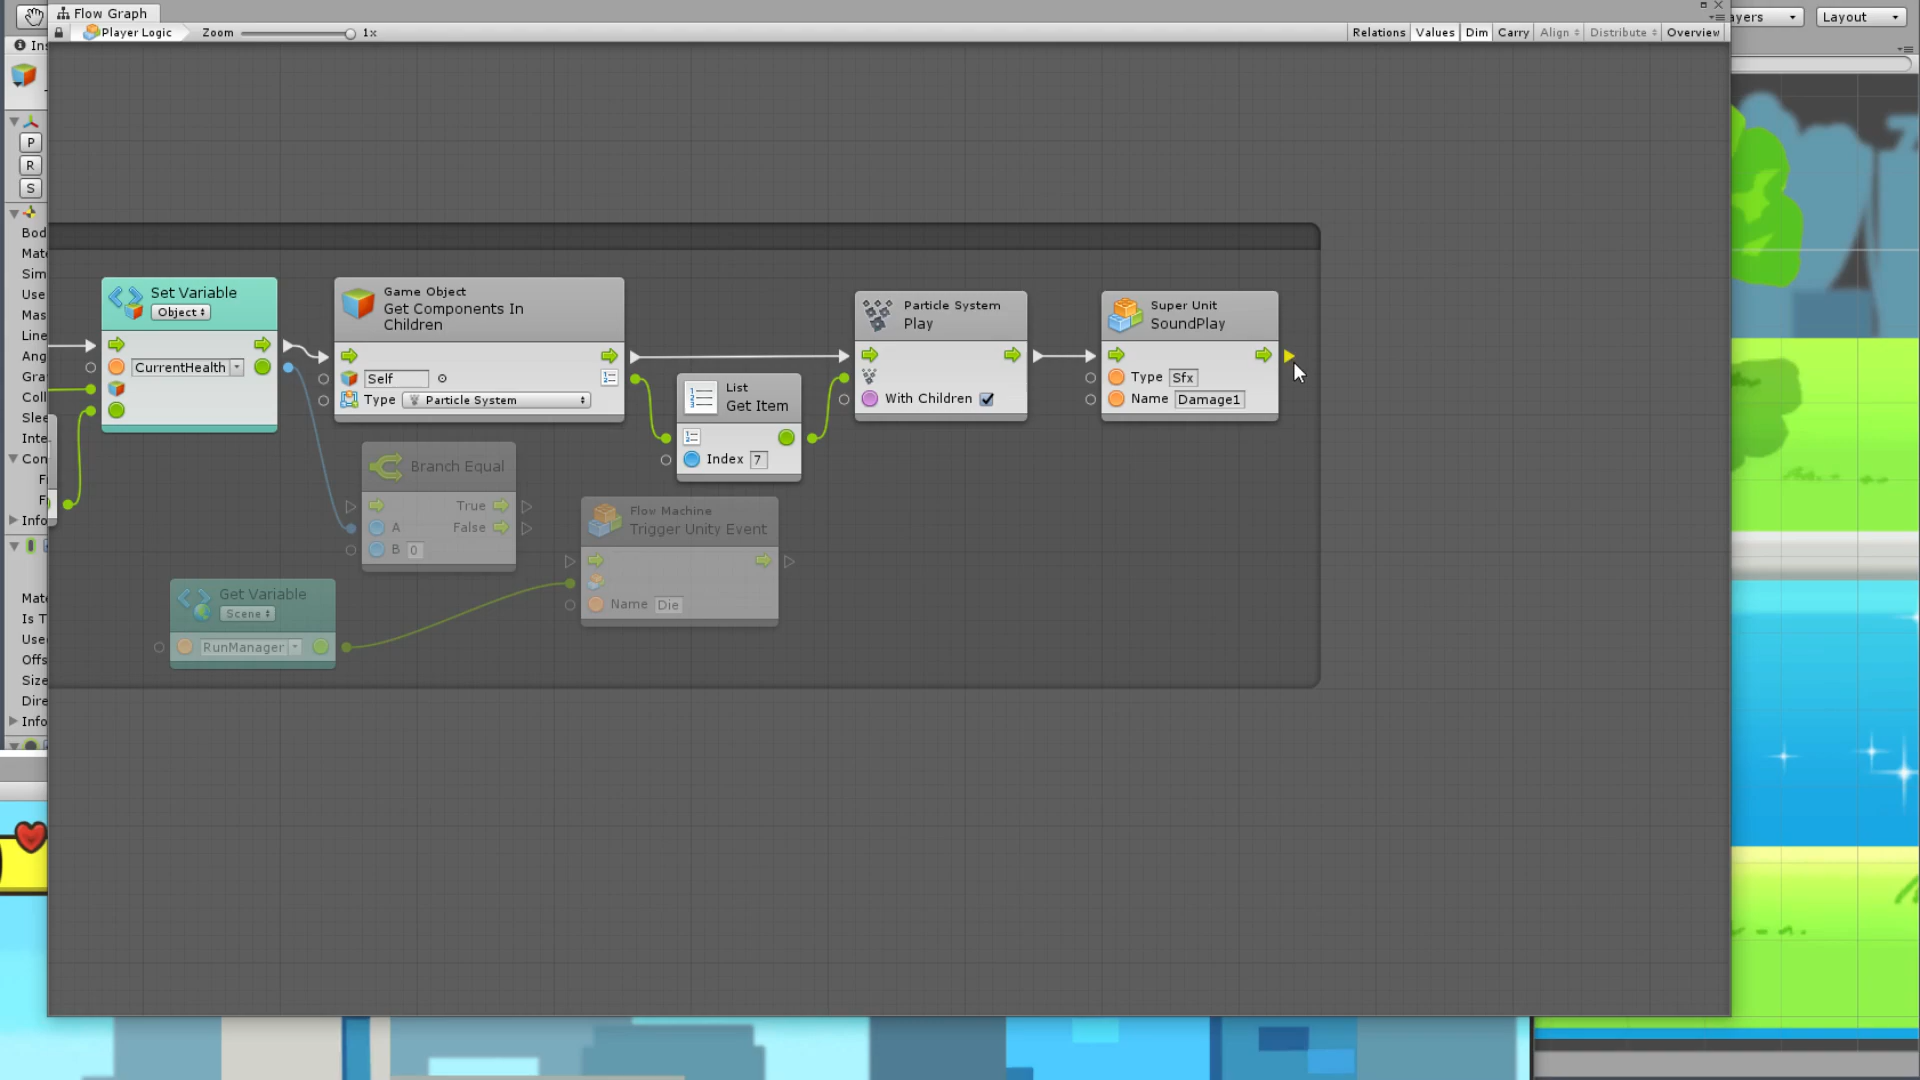 Flow Graph
ayers
Layout
Player Logic
Zoom
1x
Relations
Values
Dim
Carry
Align
Distribute
Overview
Ins
P
R
S
Bod
Mate
Sim
Use
Mas
Line
Ang
Gra
Coll
Slee
Inte
Con
F
F
Info
Mate
Is T
Use
Offs
Size
Dire
Info
Set Variable
Object
CurrentHealth
Game Object
Get Components In
Children
Self
Type
Particle System
List
Get Item
Index 7
Particle System
Play
With Children
Super Unit
SoundPlay
Type Sfx
Name Damage1
Branch Equal
True
A
False
B 0
Flow Machine
Trigger Unity Event
Name Die
Get Variable
Scene
RunManager